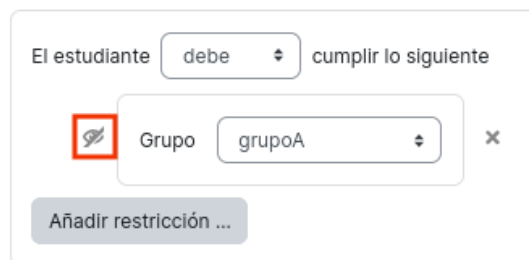 El estudiante debe cumplir lo siguiente
Grupo grupoA
Añadir restricción ...